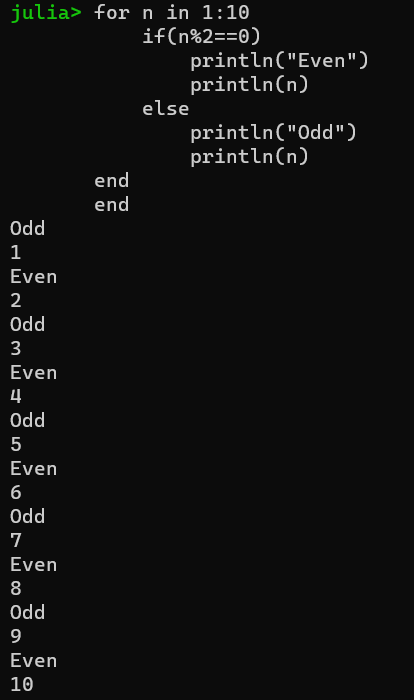 julia> for n in 1:10
           if(n%2==0)
               println("Even")
               println(n)
           else
               println("Odd")
               println(n)
       end
       end
Odd
1
Even
2
Odd
3
Even
4
Odd
5
Even
6
Odd
7
Even
8
Odd
9
Even
10